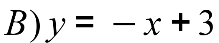 B) y = −x + 3